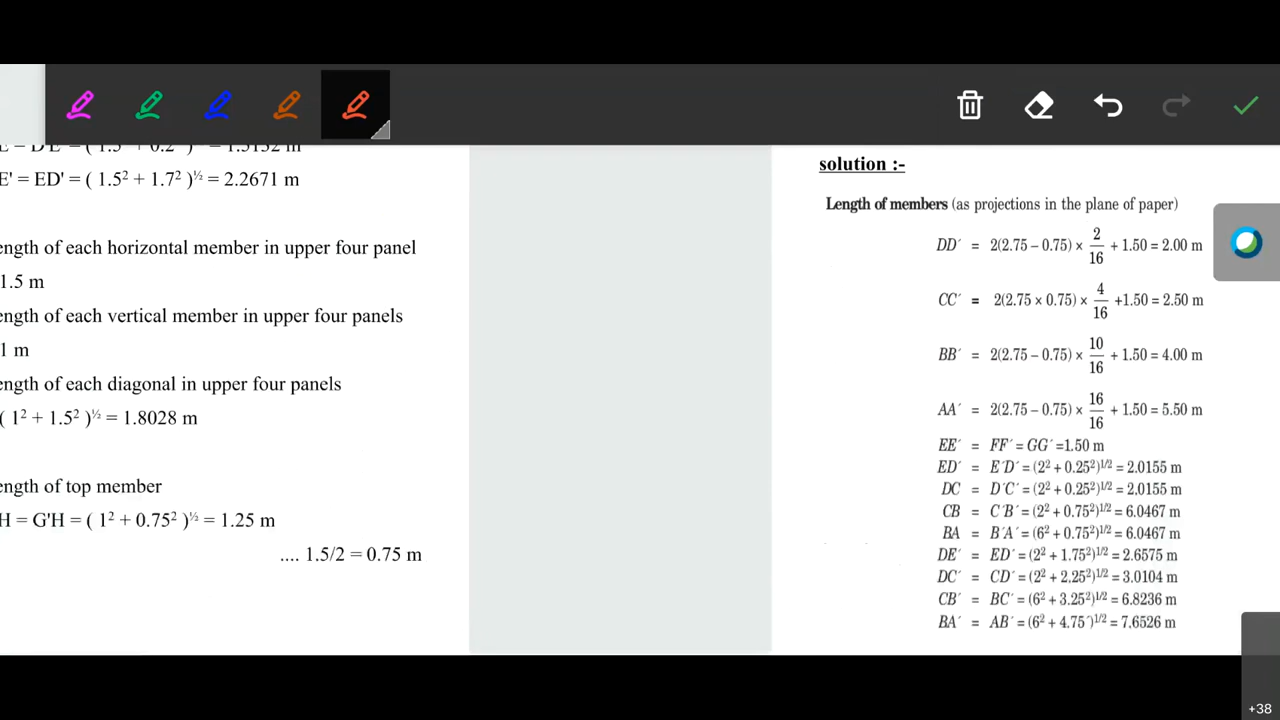 E' = ED' = ( 1.5² + 1.7² )^½ = 2.2671 m
ength of each horizontal member in upper four panel
1.5 m
ength of each vertical member in upper four panels
1 m
ength of each diagonal in upper four panels
( 1² + 1.5² )^½ = 1.8028 m
ength of top member
H = G'H = ( 1² + 0.75² )^½ = 1.25 m
.... 1.5/2 = 0.75 m
solution :-
Length of members (as projections in the plane of paper)
DD´ = 2(2.75 – 0.75) × 2/16 + 1.50 = 2.00 m
CC´ = 2(2.75 × 0.75) × 4/16 +1.50 = 2.50 m
BB´ = 2(2.75 – 0.75) × 10/16 + 1.50 = 4.00 m
AA´ = 2(2.75 – 0.75) × 16/16 + 1.50 = 5.50 m
EE´ = FF´ = GG´ =1.50 m
ED´ = E´D´ = (2² + 0.25²)^1/2 = 2.0155 m
DC = D´C´ = (2² + 0.25²)^1/2 = 2.0155 m
CB = C´B´ = (2² + 0.75²)^1/2 = 6.0467 m
BA = B´A´ = (6² + 0.75²)^1/2 = 6.0467 m
DE´ = ED´ = (2² + 1.75²)^1/2 = 2.6575 m
DC´ = CD´ = (2² + 2.25²)^1/2 = 3.0104 m
CB´ = BC´ = (6² + 3.25²)^1/2 = 6.8236 m
BA´ = AB´ = (6² + 4.75´)^1/2 = 7.6526 m
+38